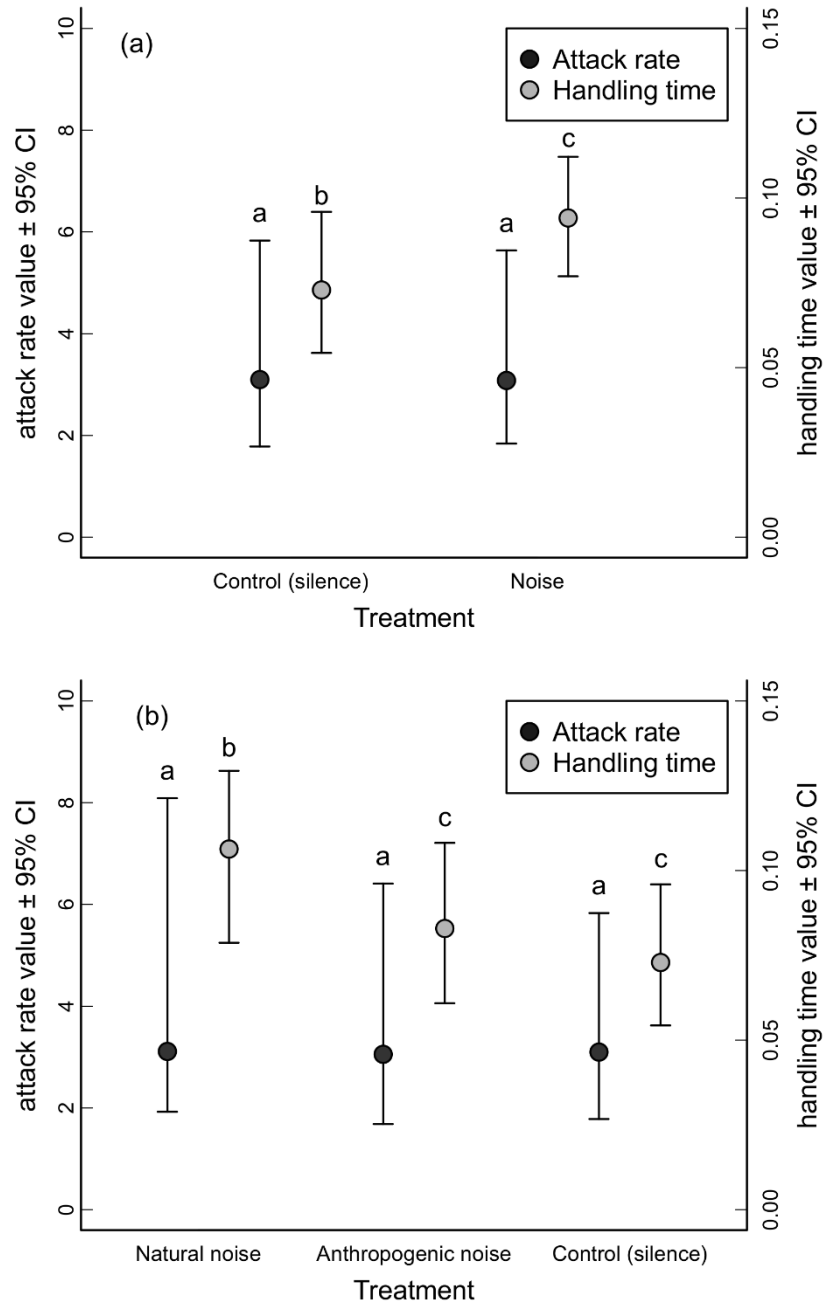 (a)
Attack rate
Handling time
attack rate value ± 95% CI
0
2
4
6
8
10
a
b
a
c
handling time value ± 95% CI
0.00
0.05
0.10
0.15
Control (silence)
Noise
Treatment
(b)
Attack rate
Handling time
attack rate value ± 95% CI
0
2
4
6
8
10
a
b
a
c
a
c
handling time value ± 95% CI
0.00
0.05
0.10
0.15
Natural noise
Anthropogenic noise
Control (silence)
Treatment